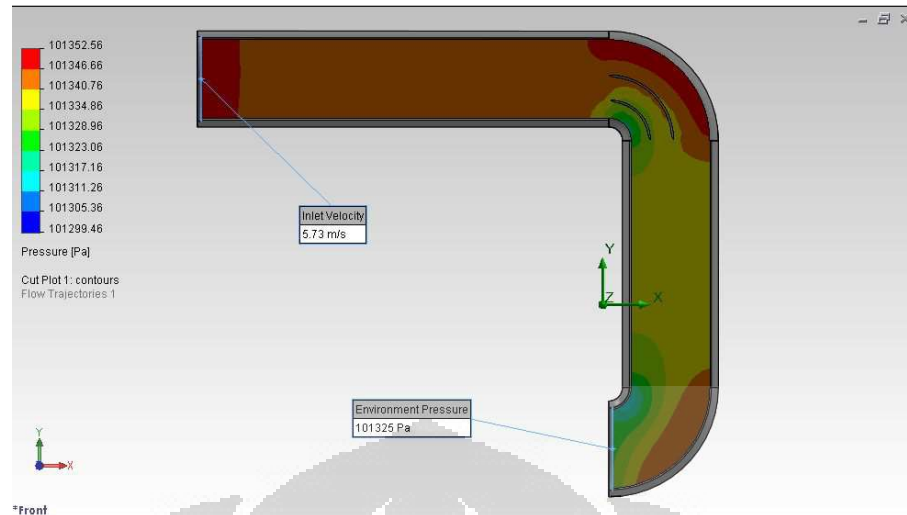 101352.56
101346.66
101340.76
101334.86
101328.96
101323.06
101317.16
101311.26
101305.36
101299.46
Pressure [Pa]
Cut Plot 1: contours
Flow Trajectories 1
Inlet Velocity
5.73 m/s
Y
Z X
Environment Pressure
101325 Pa
Y
X
*Front